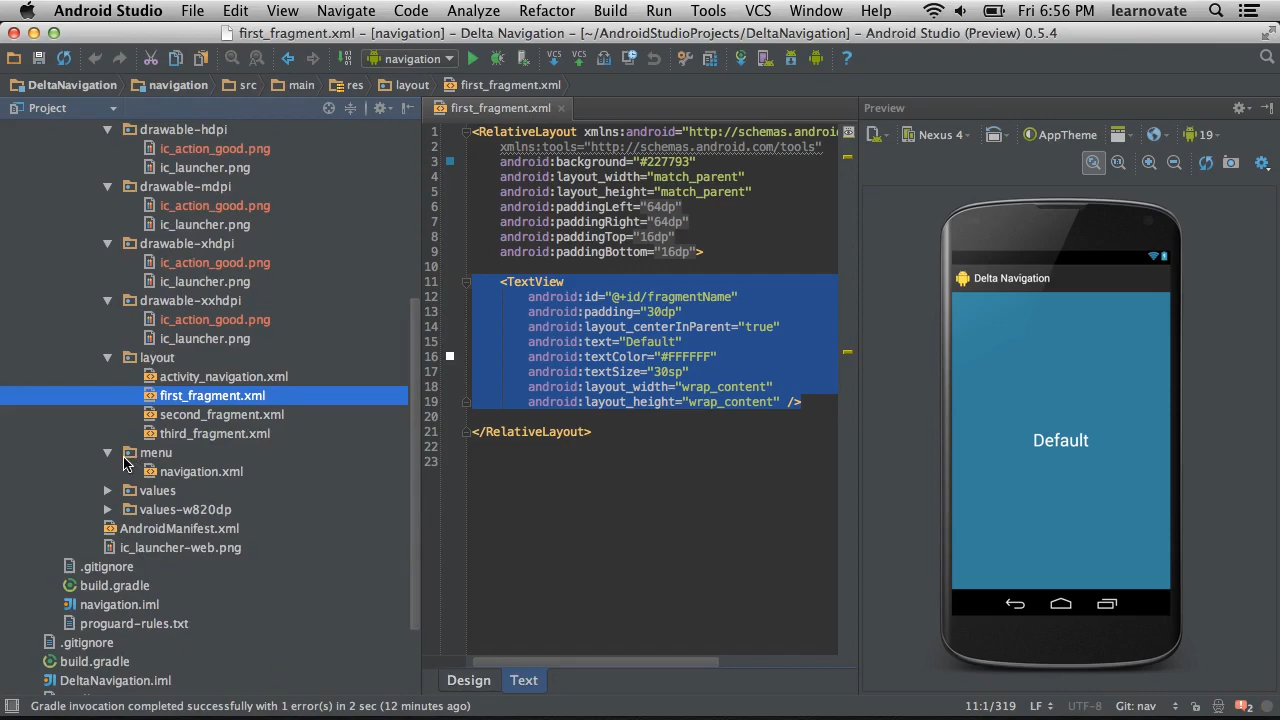 Android Studio File Edit View Navigate Code Analyze Refactor Build Run Tools VCS Window Help Fri 6:56 PM learnovate
first_fragment.xml - [navigation] - Delta Navigation - [~/AndroidStudioProjects/DeltaNavigation] - Android Studio (Preview) 0.5.4
navigation
DeltaNavigation navigation src main res layout first_fragment.xml
Project
drawable-hdpi
ic_action_good.png
ic_launcher.png
drawable-mdpi
ic_action_good.png
ic_launcher.png
drawable-xhdpi
ic_action_good.png
ic_launcher.png
drawable-xxhdpi
ic_action_good.png
ic_launcher.png
layout
activity_navigation.xml
first_fragment.xml
second_fragment.xml
third_fragment.xml
menu
navigation.xml
values
values-w820dp
AndroidManifest.xml
ic_launcher-web.png
.gitignore
build.gradle
navigation.iml
proguard-rules.txt
.gitignore
build.gradle
DeltaNavigation.iml
first_fragment.xml
1 <RelativeLayout xmlns:android="http://schemas.androi
2 xmlns:tools="http://schemas.android.com/tools"
3 android:background="#227793"
4 android:layout_width="match_parent"
5 android:layout_height="match_parent"
6 android:paddingLeft="64dp"
7 android:paddingRight="64dp"
8 android:paddingTop="16dp"
9 android:paddingBottom="16dp">
10
11 <TextView
12 android:id="@+id/fragmentName"
13 android:padding="30dp"
14 android:layout_centerInParent="true"
15 android:text="Default"
16 android:textColor="#FFFFFF"
17 android:textSize="30sp"
18 android:layout_width="wrap_content"
19 android:layout_height="wrap_content" />
20
21 </RelativeLayout>
22
23
Design Text
Preview
Nexus 4 AppTheme 19
1:1
Delta Navigation
Default
Gradle invocation completed successfully with 1 error(s) in 2 sec (12 minutes ago) 11:1/319 LF UTF-8 Git: nav 2